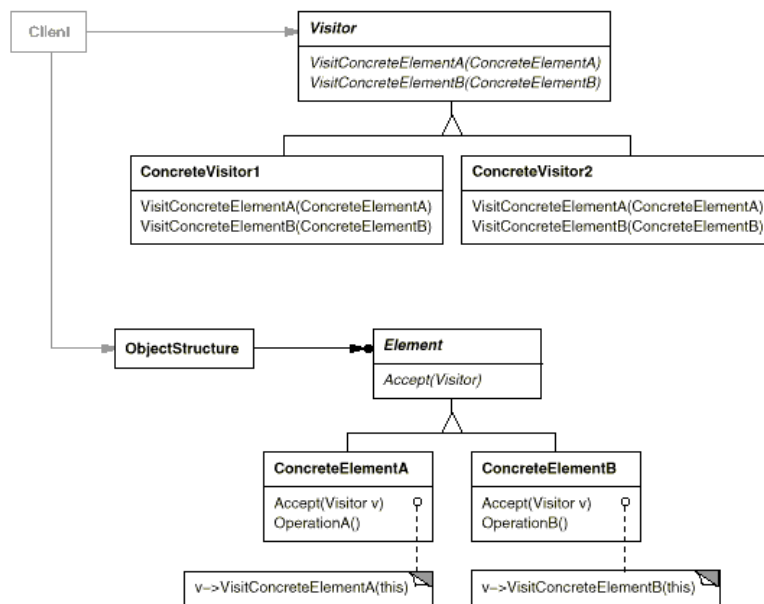 Client
Visitor
VisitConcreteElementA(ConcreteElementA)
VisitConcreteElementB(ConcreteElementB)
ConcreteVisitor1
VisitConcreteElementA(ConcreteElementA)
VisitConcreteElementB(ConcreteElementB)
ConcreteVisitor2
VisitConcreteElementA(ConcreteElementA)
VisitConcreteElementB(ConcreteElementB)
ObjectStructure
Element
Accept(Visitor)
ConcreteElementA
Accept(Visitor v)
OperationA()
ConcreteElementB
Accept(Visitor v)
OperationB()
v->VisitConcreteElementA(this)
v->VisitConcreteElementB(this)